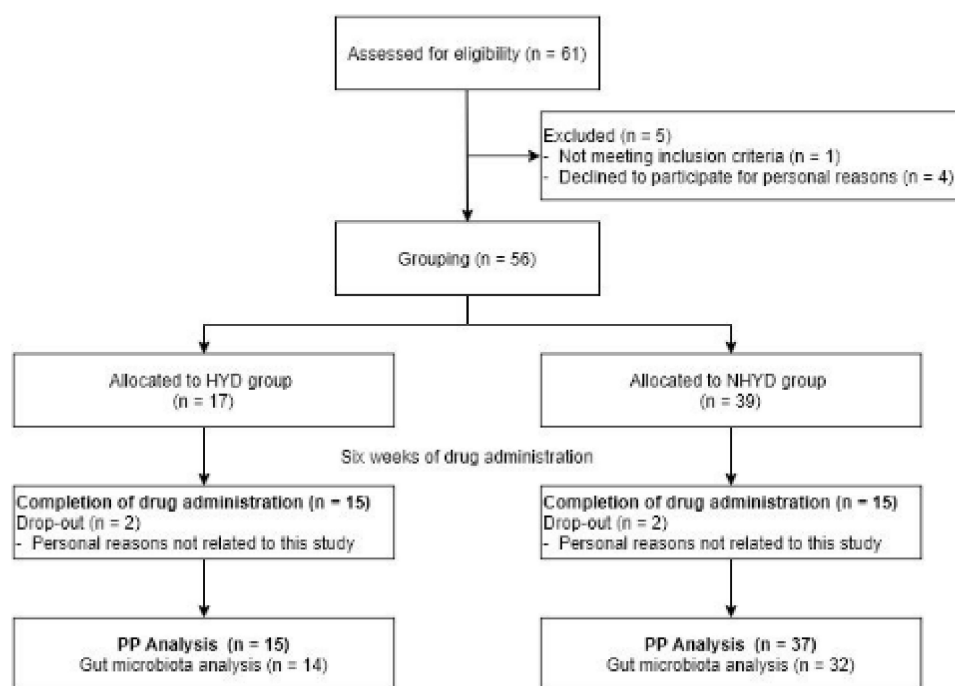 Assessed for eligibility (n = 61)
Excluded (n = 5)
- Not meeting inclusion criteria (n = 1)
- Declined to participate for personal reasons (n = 4)
Grouping (n = 56)
Allocated to HYD group
(n = 17)
Allocated to NHYD group
(n = 39)
Six weeks of drug administration
Completion of drug administration (n = 15)
Drop-out (n = 2)
- Personal reasons not related to this study
Completion of drug administration (n = 15)
Drop-out (n = 2)
- Personal reasons not related to this study
PP Analysis (n = 15)
Gut microbiota analysis (n = 14)
PP Analysis (n = 37)
Gut microbiota analysis (n = 32)